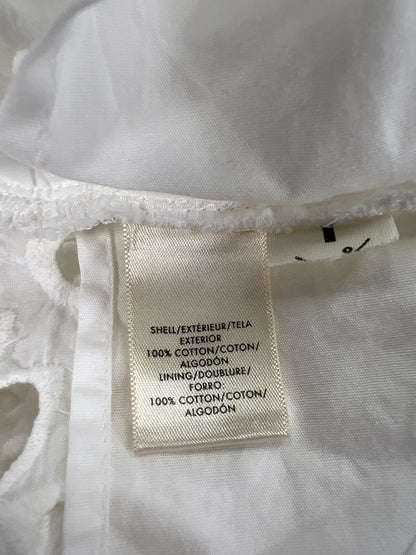 SHELL/EXTÉRIEUR/TELA
EXTERIOR
100% COTTON/COTON/
ALGODÓN
LINING/DOUBLURE/
FORRO:
100% COTTON/COTON/
ALGODÓN